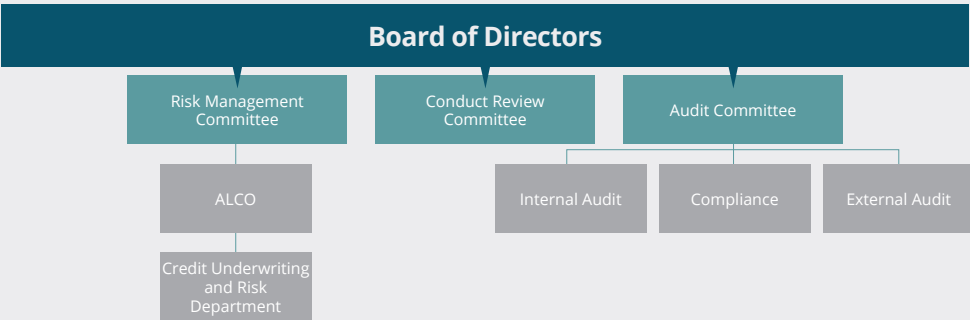 Board of Directors
Risk Management
Committee
Conduct Review
Committee
Audit Committee
ALCO
Internal Audit
Compliance
External Audit
Credit Underwriting
and Risk
Department